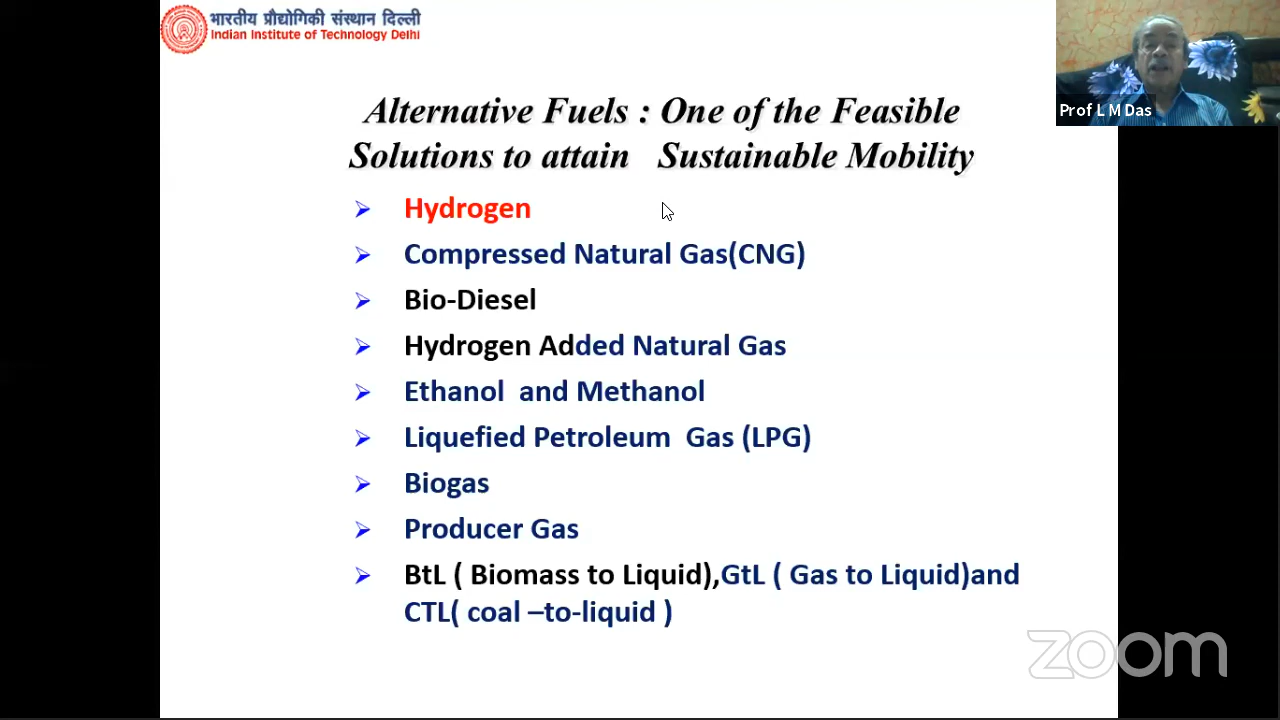 भारतीय प्रौद्योगिकी संस्थान दिल्ली
Indian Institute of Technology Delhi
Prof L M Das
Alternative Fuels : One of the Feasible
Solutions to attain Sustainable Mobility
Hydrogen
Compressed Natural Gas(CNG)
Bio-Diesel
Hydrogen Added Natural Gas
Ethanol and Methanol
Liquefied Petroleum Gas (LPG)
Biogas
Producer Gas
BtL ( Biomass to Liquid),GtL ( Gas to Liquid)and
CTL( coal –to-liquid )
zoom